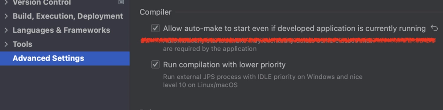 Version Control
Build, Execution, Deployment
Languages & Frameworks
Tools
Advanced Settings
Compiler
Allow auto-make to start even if developed application is currently running
are required by the application
Run compilation with lower priority
Run external JPS process with IDLE priority on Windows and nice
level 10 on Linux/macOS